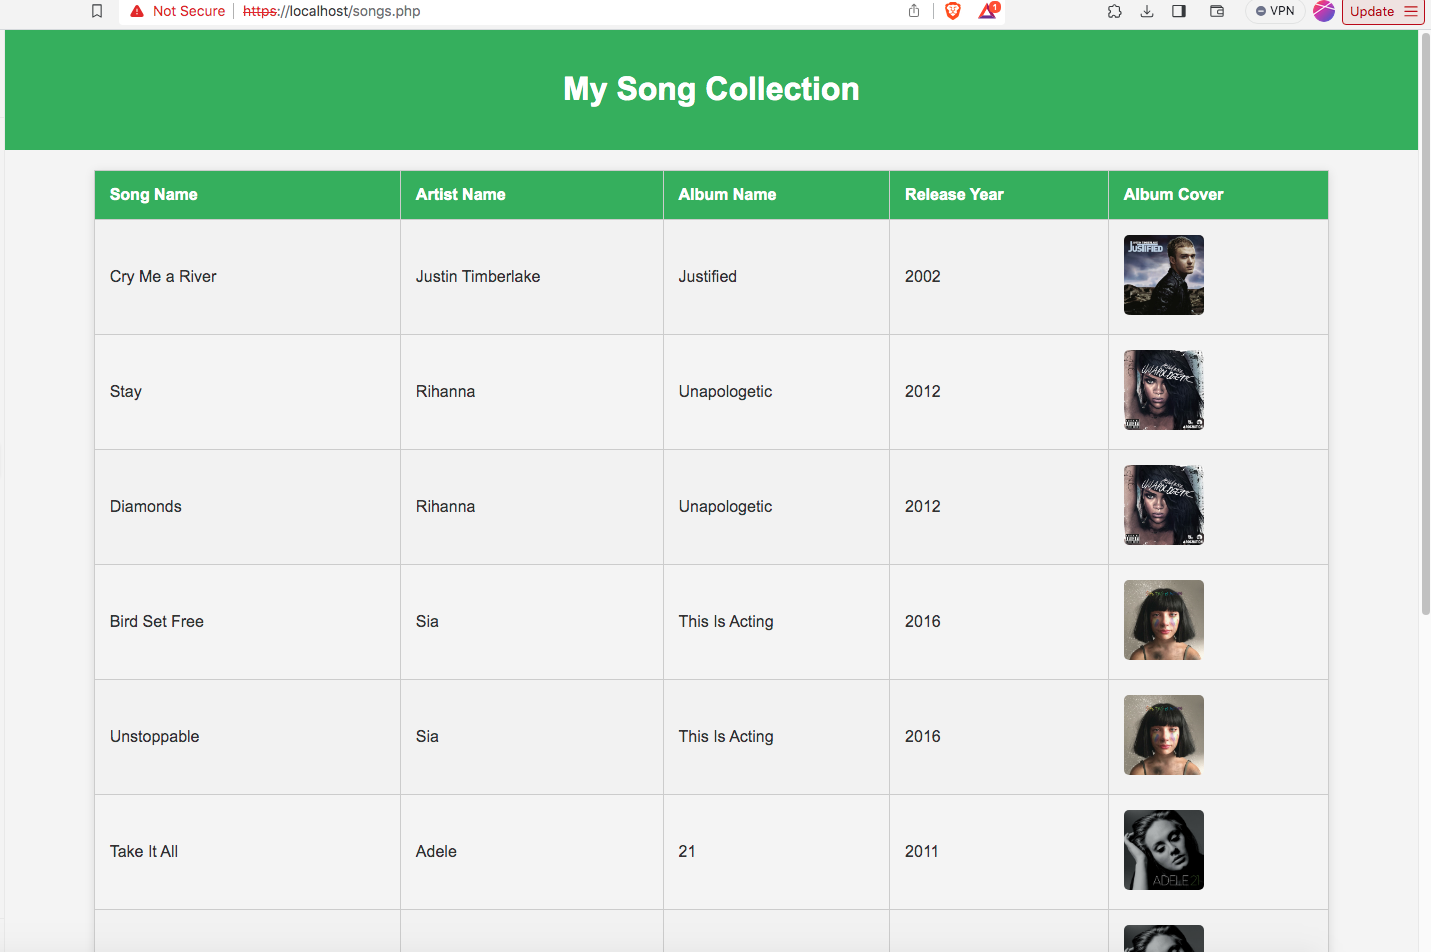 Not Secure https://localhost/songs.php 1 VPN Update
My Song Collection
Song Name Artist Name Album Name Release Year Album Cover
JUSTIFIED
Cry Me a River Justin Timberlake Justified 2002
UNAPOLOGETIC
Stay Rihanna Unapologetic 2012
UNAPOLOGETIC
Diamonds Rihanna Unapologetic 2012
Bird Set Free Sia This Is Acting 2016
Unstoppable Sia This Is Acting 2016
Take It All Adele 21 2011
ADELE 21